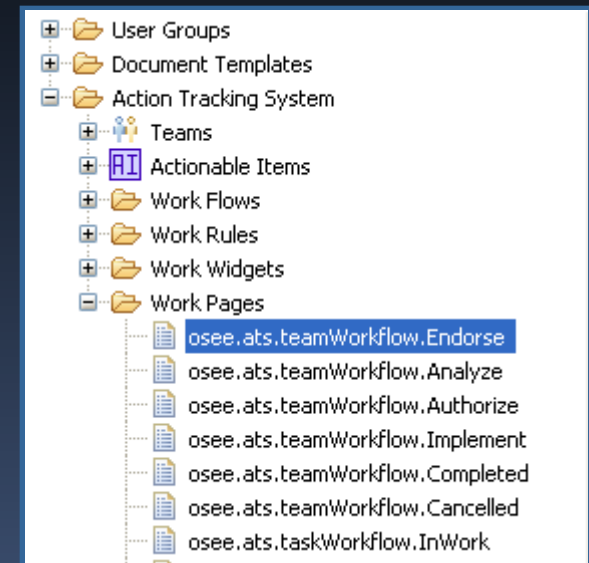 User Groups
Document Templates
Action Tracking System
Teams
AI Actionable Items
Work Flows
Work Rules
Work Widgets
Work Pages
osee.ats.teamWorkflow.Endorse
osee.ats.teamWorkflow.Analyze
osee.ats.teamWorkflow.Authorize
osee.ats.teamWorkflow.Implement
osee.ats.teamWorkflow.Completed
osee.ats.teamWorkflow.Cancelled
osee.ats.taskWorkflow.InWork